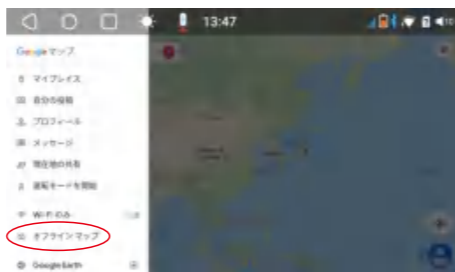 13:47
Google マップ
マイプレイス
自分の投稿
プロフィール
メッセージ
現在地の共有
運転モードを開始
Wi-Fi のみ
オフラインマップ
Google Earth